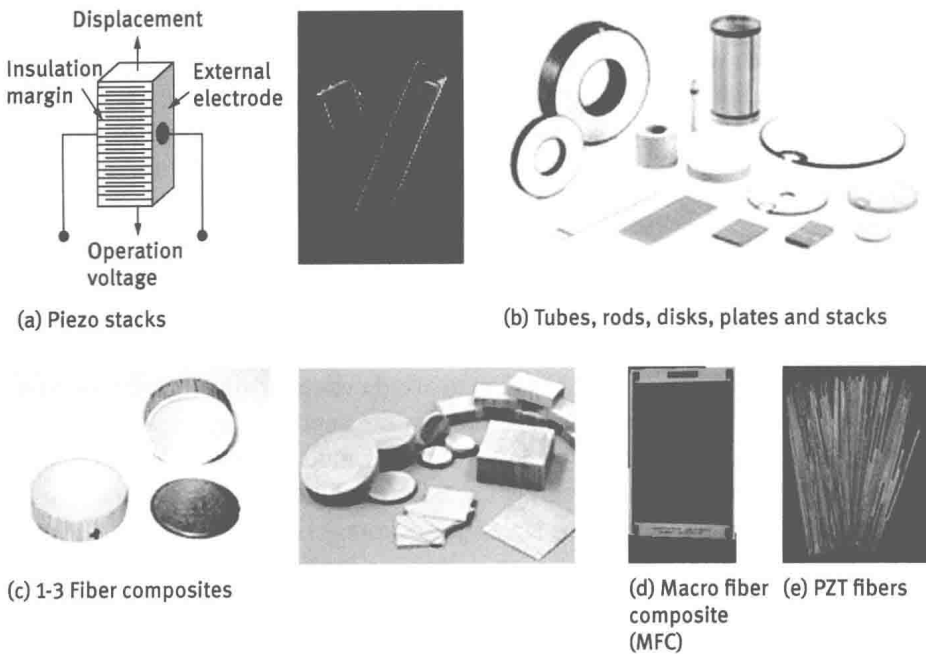 Displacement
Insulation
margin
External
electrode
Operation
voltage
(a) Piezo stacks
(b) Tubes, rods, disks, plates and stacks
(c) 1-3 Fiber composites
(d) Macro fiber
composite
(MFC)
(e) PZT fibers